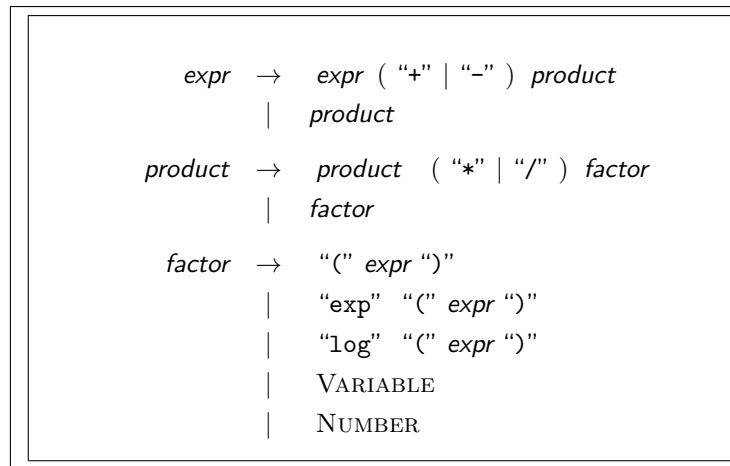 expr → expr ( “+” | “-” ) product
| product
product → product ( “*” | “/” ) factor
| factor
factor → “(” expr “)”
| “exp” “(” expr “)”
| “log” “(” expr “)”
| VARIABLE
| NUMBER